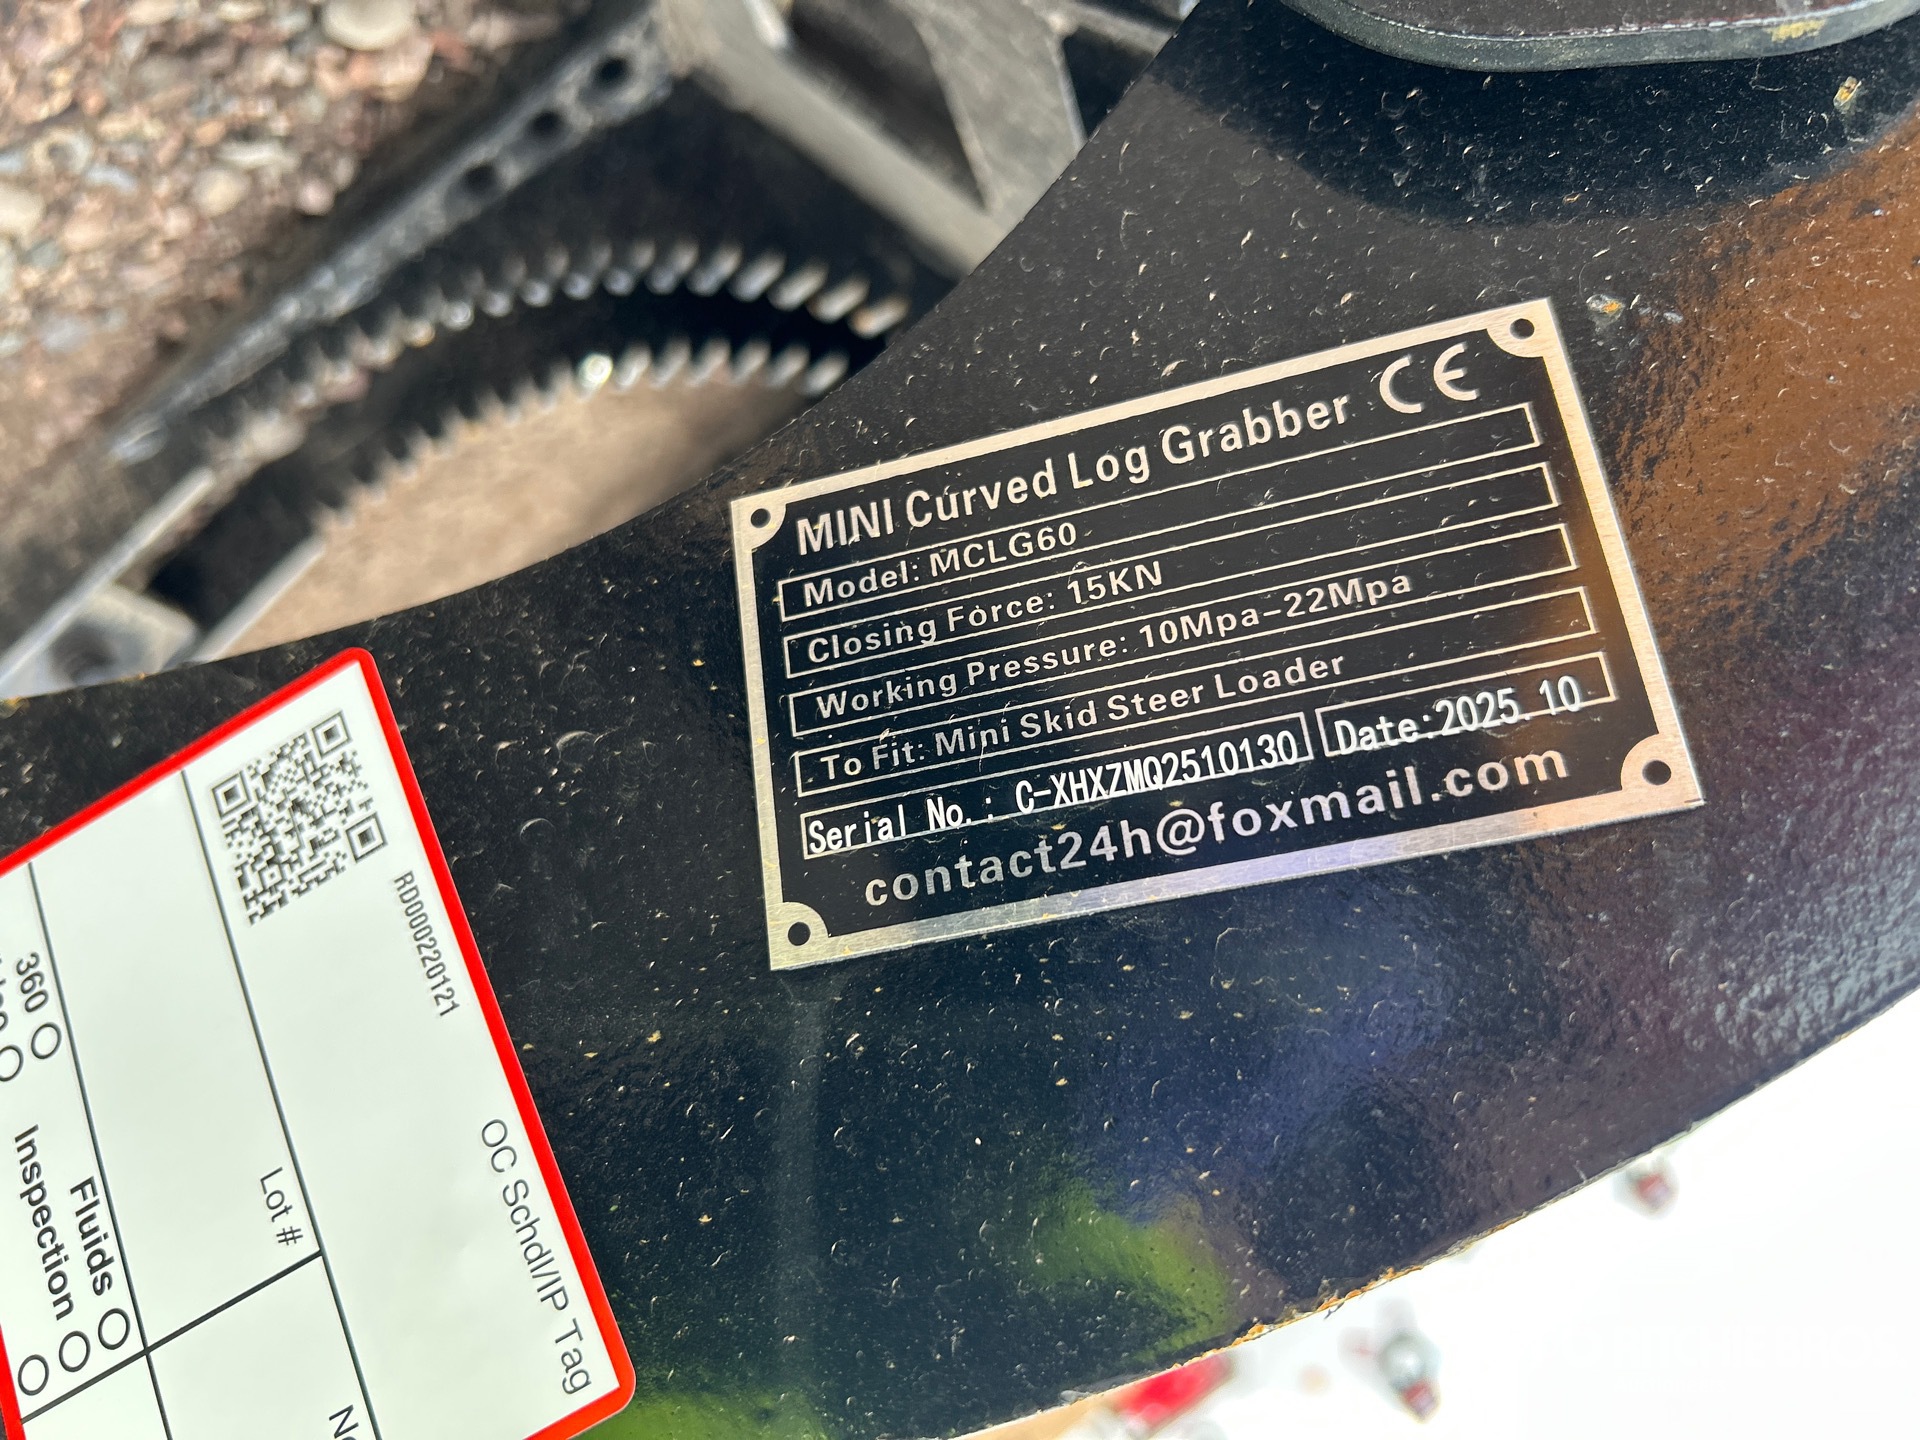 MINI Curved Log Grabber CE
Model: MCLG60
Closing Force: 15KN
Working Pressure: 10Mpa-22Mpa
To Fit: Mini Skid Steer Loader
Serial No.: C-XHXZMQ2510130 Date:2025.10
contact24h@foxmail.com
RD000220121
OC Schdl/IP Tag
Lot #
360
Fluids
Inspection